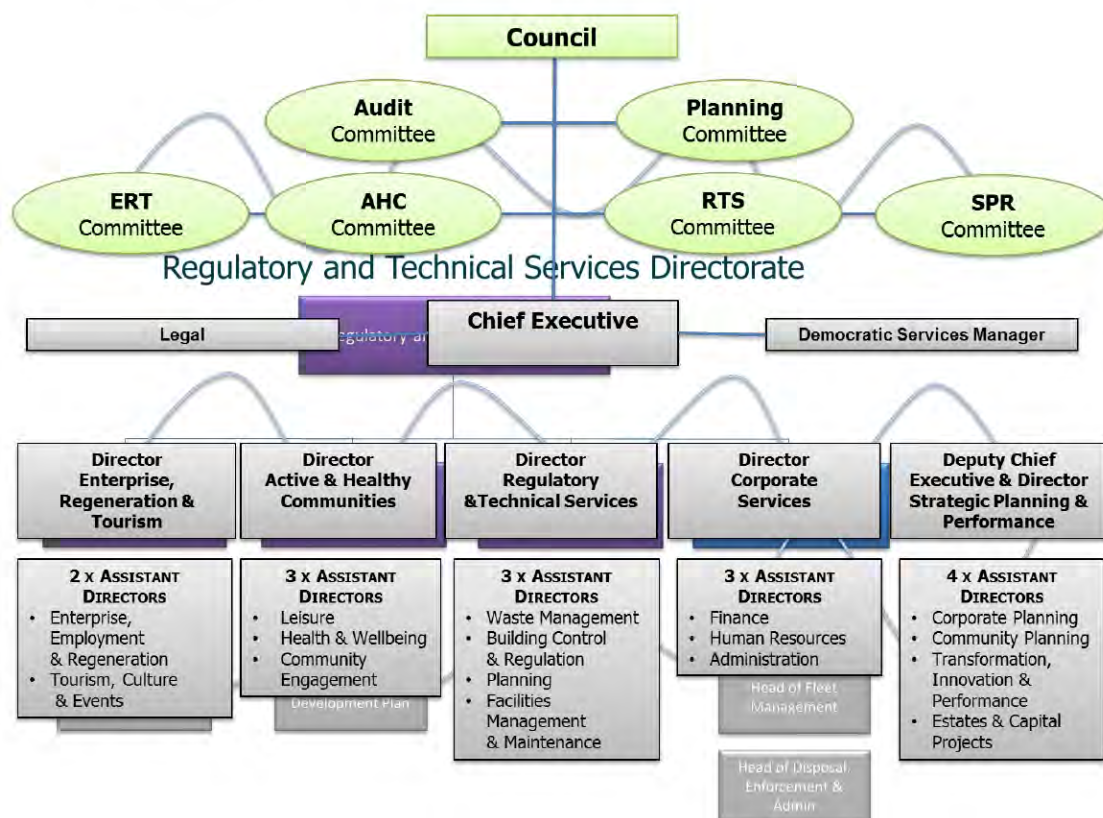 Council
Audit
Committee
Planning
Committee
ERT
Committee
AHC
Committee
RTS
Committee
SPR
Committee
Regulatory and Technical Services Directorate
Legal
egulatory an
Chief Executive
Democratic Services Manager
Director
Enterprise,
Regeneration &
Tourism
Director
Active & Healthy
Communities
Director
Regulatory
&Technical Services
Director
Corporate
Services
Deputy Chief
Executive & Director
Strategic Planning &
Performance
2 x ASSISTANT
DIRECTORS
• Enterprise,
Employment
& Regeneration
• Tourism, Culture
& Events
3 x ASSISTANT
DIRECTORS
• Leisure
• Health & Wellbeing
• Community
Engagement
Development Plan
3 x ASSISTANT
DIRECTORS
• Waste Management
• Building Control
& Regulation
• Planning
• Facilities
Management
& Maintenance
3 x ASSISTANT
DIRECTORS
• Finance
• Human Resources
• Administration
Head of Fleet
Management
Head of Disposal,
Enforcement &
Admin
4 x ASSISTANT
DIRECTORS
• Corporate Planning
• Community Planning
• Transformation,
Innovation &
Performance
• Estates & Capital
Projects